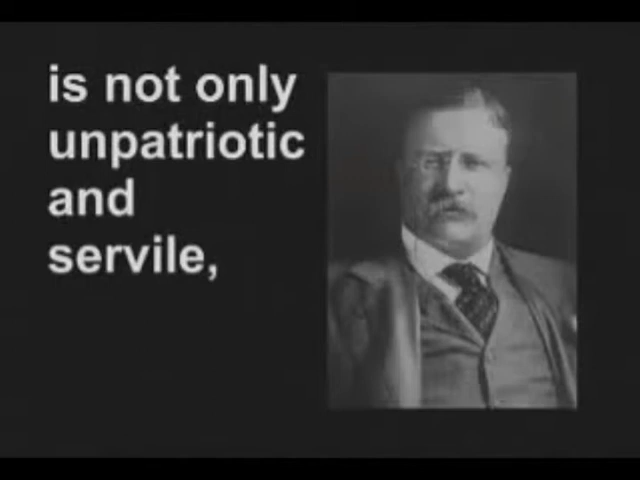 is not only
unpatriotic
and
servile,